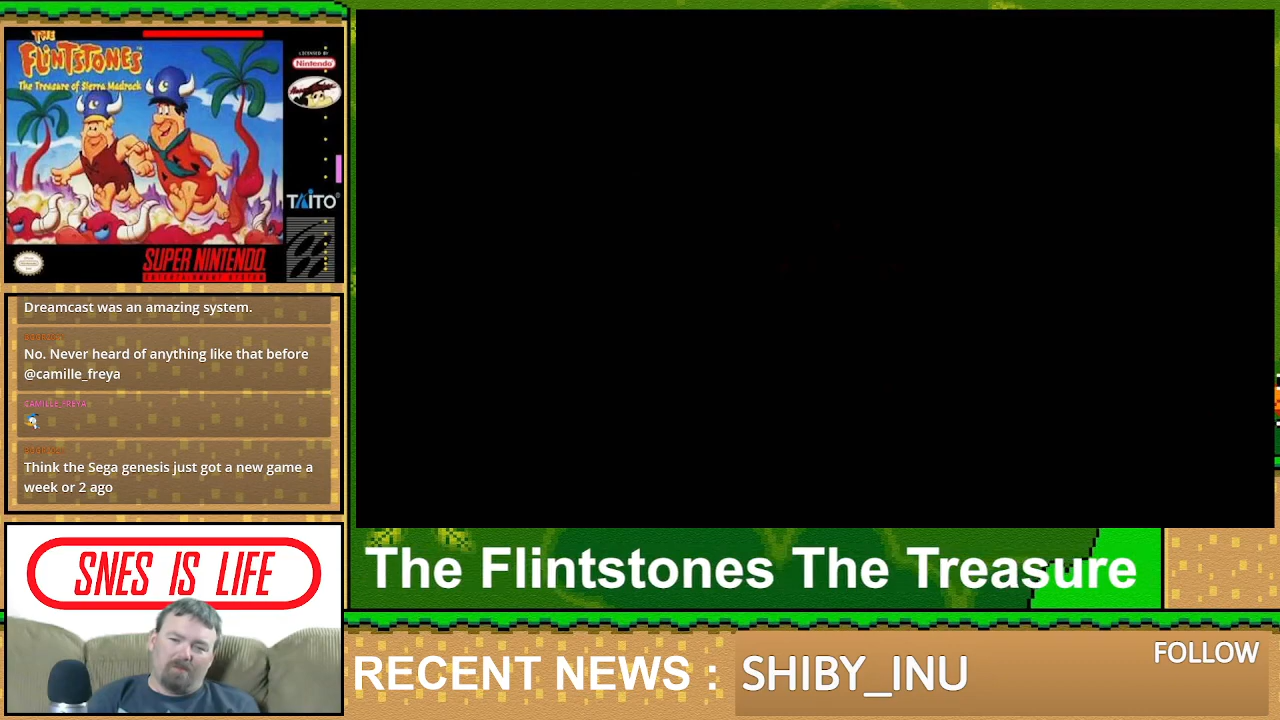 THE
FLINTSTONES
The Treasure of Sierra Madrock
LICENSED BY
Nintendo
TAITO
SUPER NINTENDO
ENTERTAINMENT SYSTEM
Dreamcast was an amazing system.
No. Never heard of anything like that before
@camille_freya
CAMILLE_FREYA
Think the Sega genesis just got a new game a
week or 2 ago
SNES IS LIFE
The Flintstones The Treasure
RECENT NEWS :
SHIBY_INU
FOLLOW